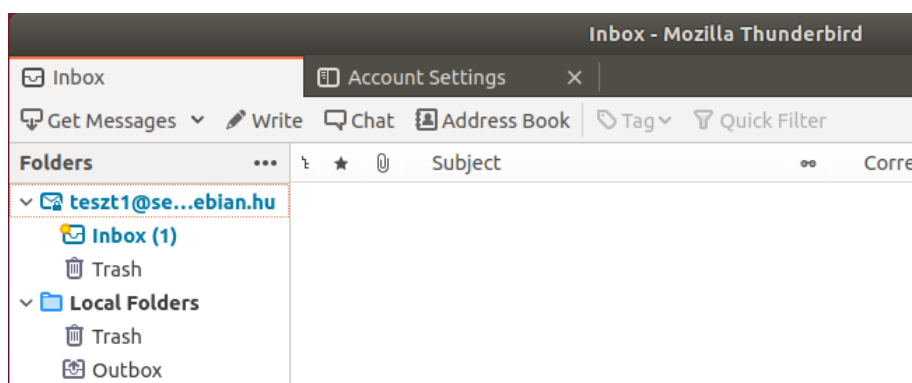 Inbox - Mozilla Thunderbird
Inbox Account Settings
Get Messages Write Chat Address Book Tag Quick Filter
Folders Subject Corre
teszt1@se...ebian.hu
Inbox (1)
Trash
Local Folders
Trash
Outbox